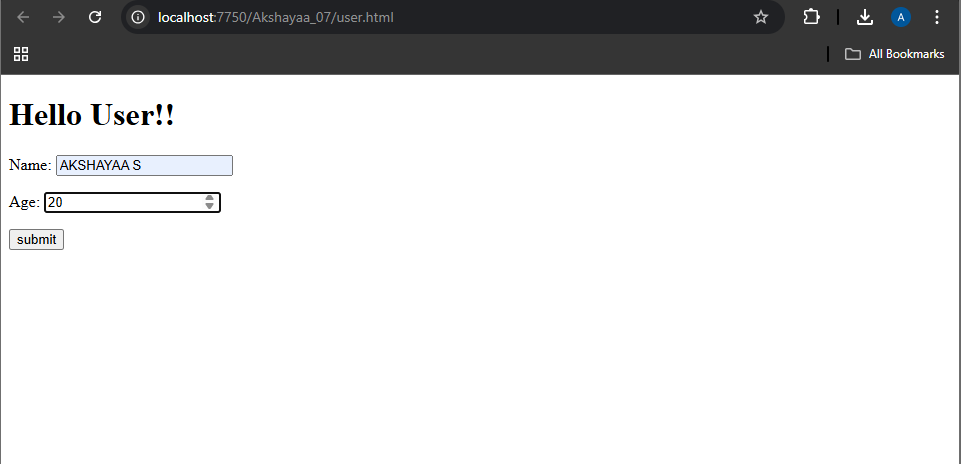 localhost:7750/Akshayaa_07/user.html
A
All Bookmarks
Hello User!!
Name: AKSHAYAA S
Age: 20
submit